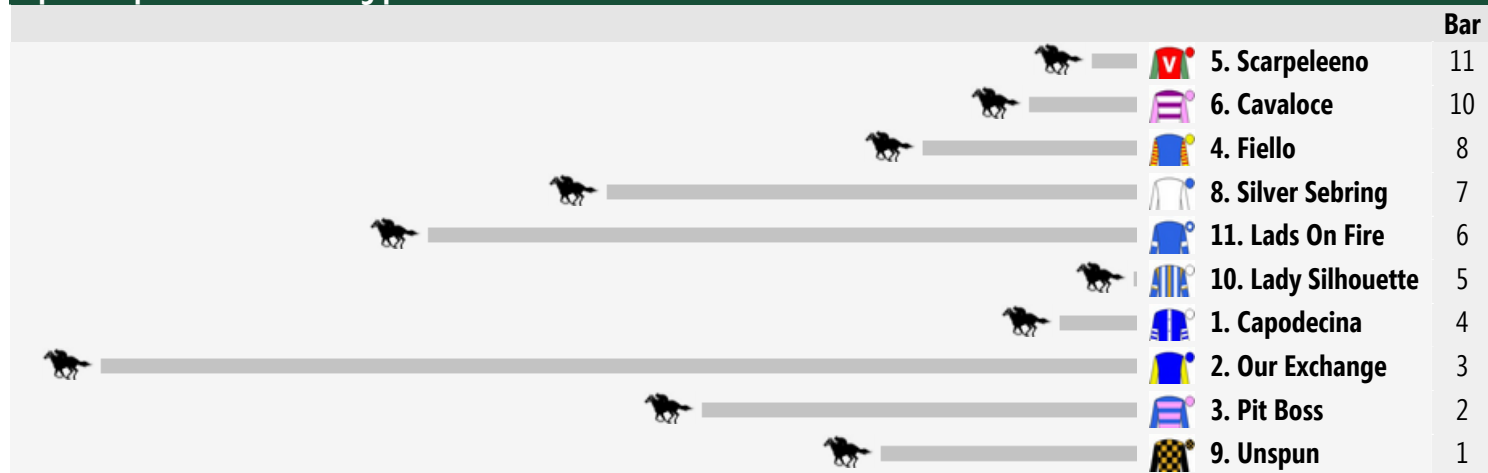 Bar
V
5. Scarpeleeno 11
6. Cavaloce 10
4. Fiello 8
8. Silver Sebring 7
11. Lads On Fire 6
10. Lady Silhouette 5
1. Capodecina 4
2. Our Exchange 3
3. Pit Boss 2
9. Unspun 1